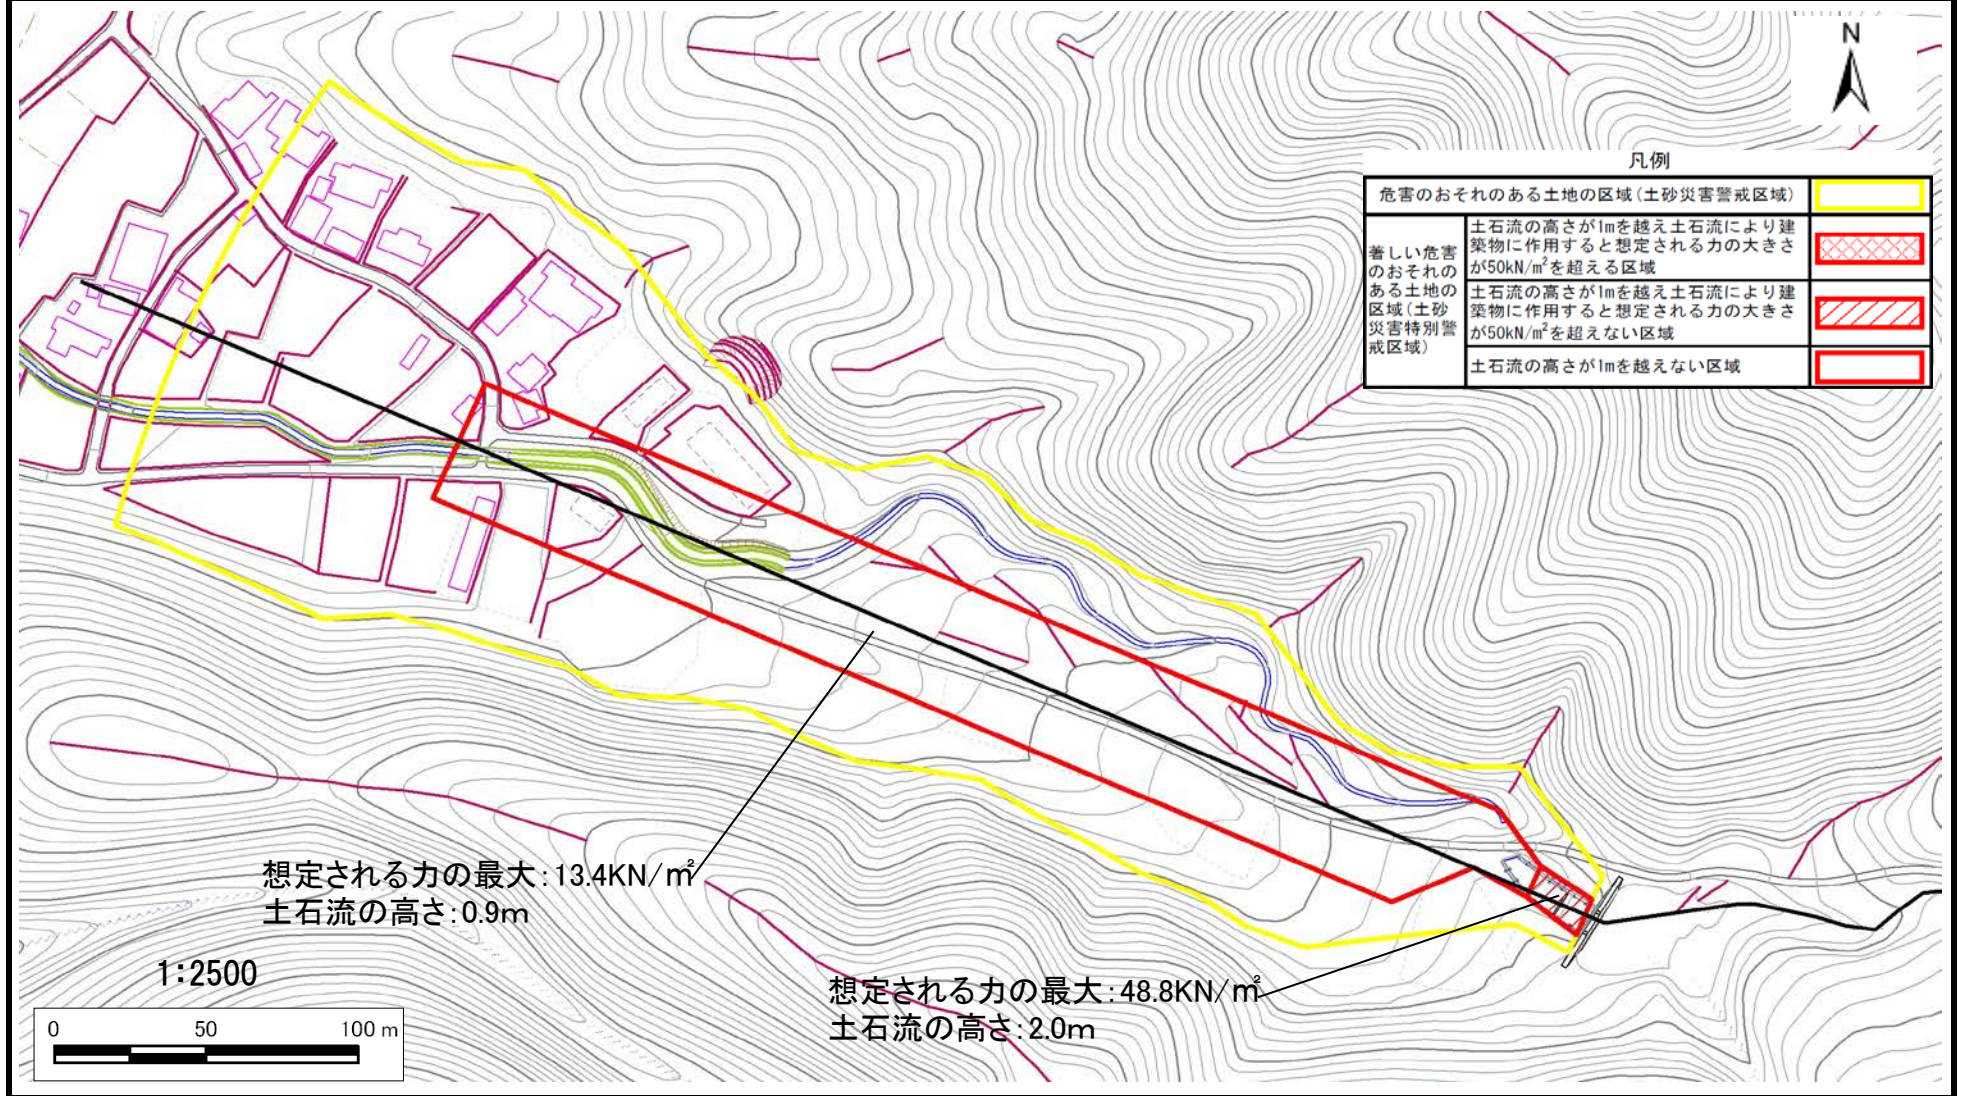 N
凡例
危害のおそれのある土地の区域(土砂災害警戒区域)
著しい危害
のおそれの
ある土地の
区域(土砂
災害特別警
戒区域)
土石流の高さが1mを越え土石流により建
築物に作用すると想定される力の大きさ
が50kN/㎡を超える区域
土石流の高さが1mを越え土石流により建
築物に作用すると想定される力の大きさ
が50kN/㎡を超えない区域
土石流の高さが1mを越えない区域
想定される力の最大:13.4KN/㎡
土石流の高さ:0.9m
想定される力の最大:48.8KN/㎡
土石流の高さ:2.0m
1:2500
0 50 100 m